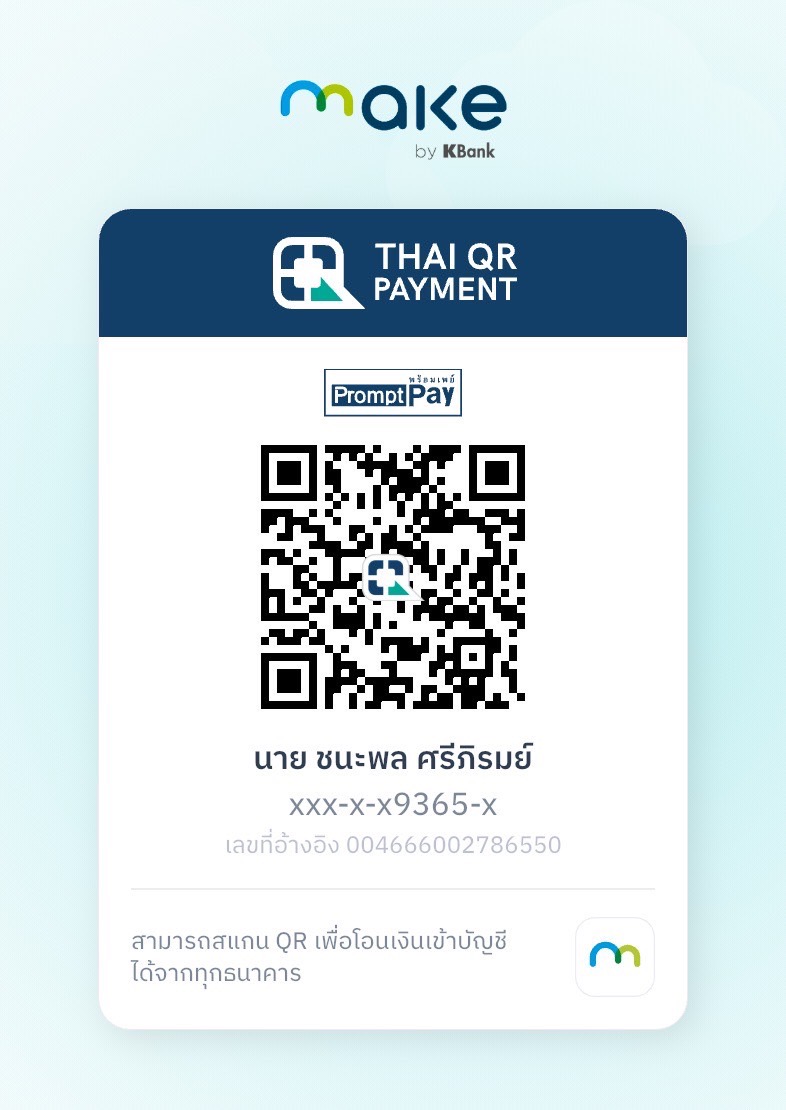 make
by KBank
THAI QR
PAYMENT
พร้อมเพย์
PromptPay
นาย ชนะพล ศรีภิรมย์
xxx-x-x9365-x
เลขที่อ้างอิง 004666002786550
สามารถสแกน QR เพื่อโอนเงินเข้าบัญชี
ได้จากทุกธนาคาร